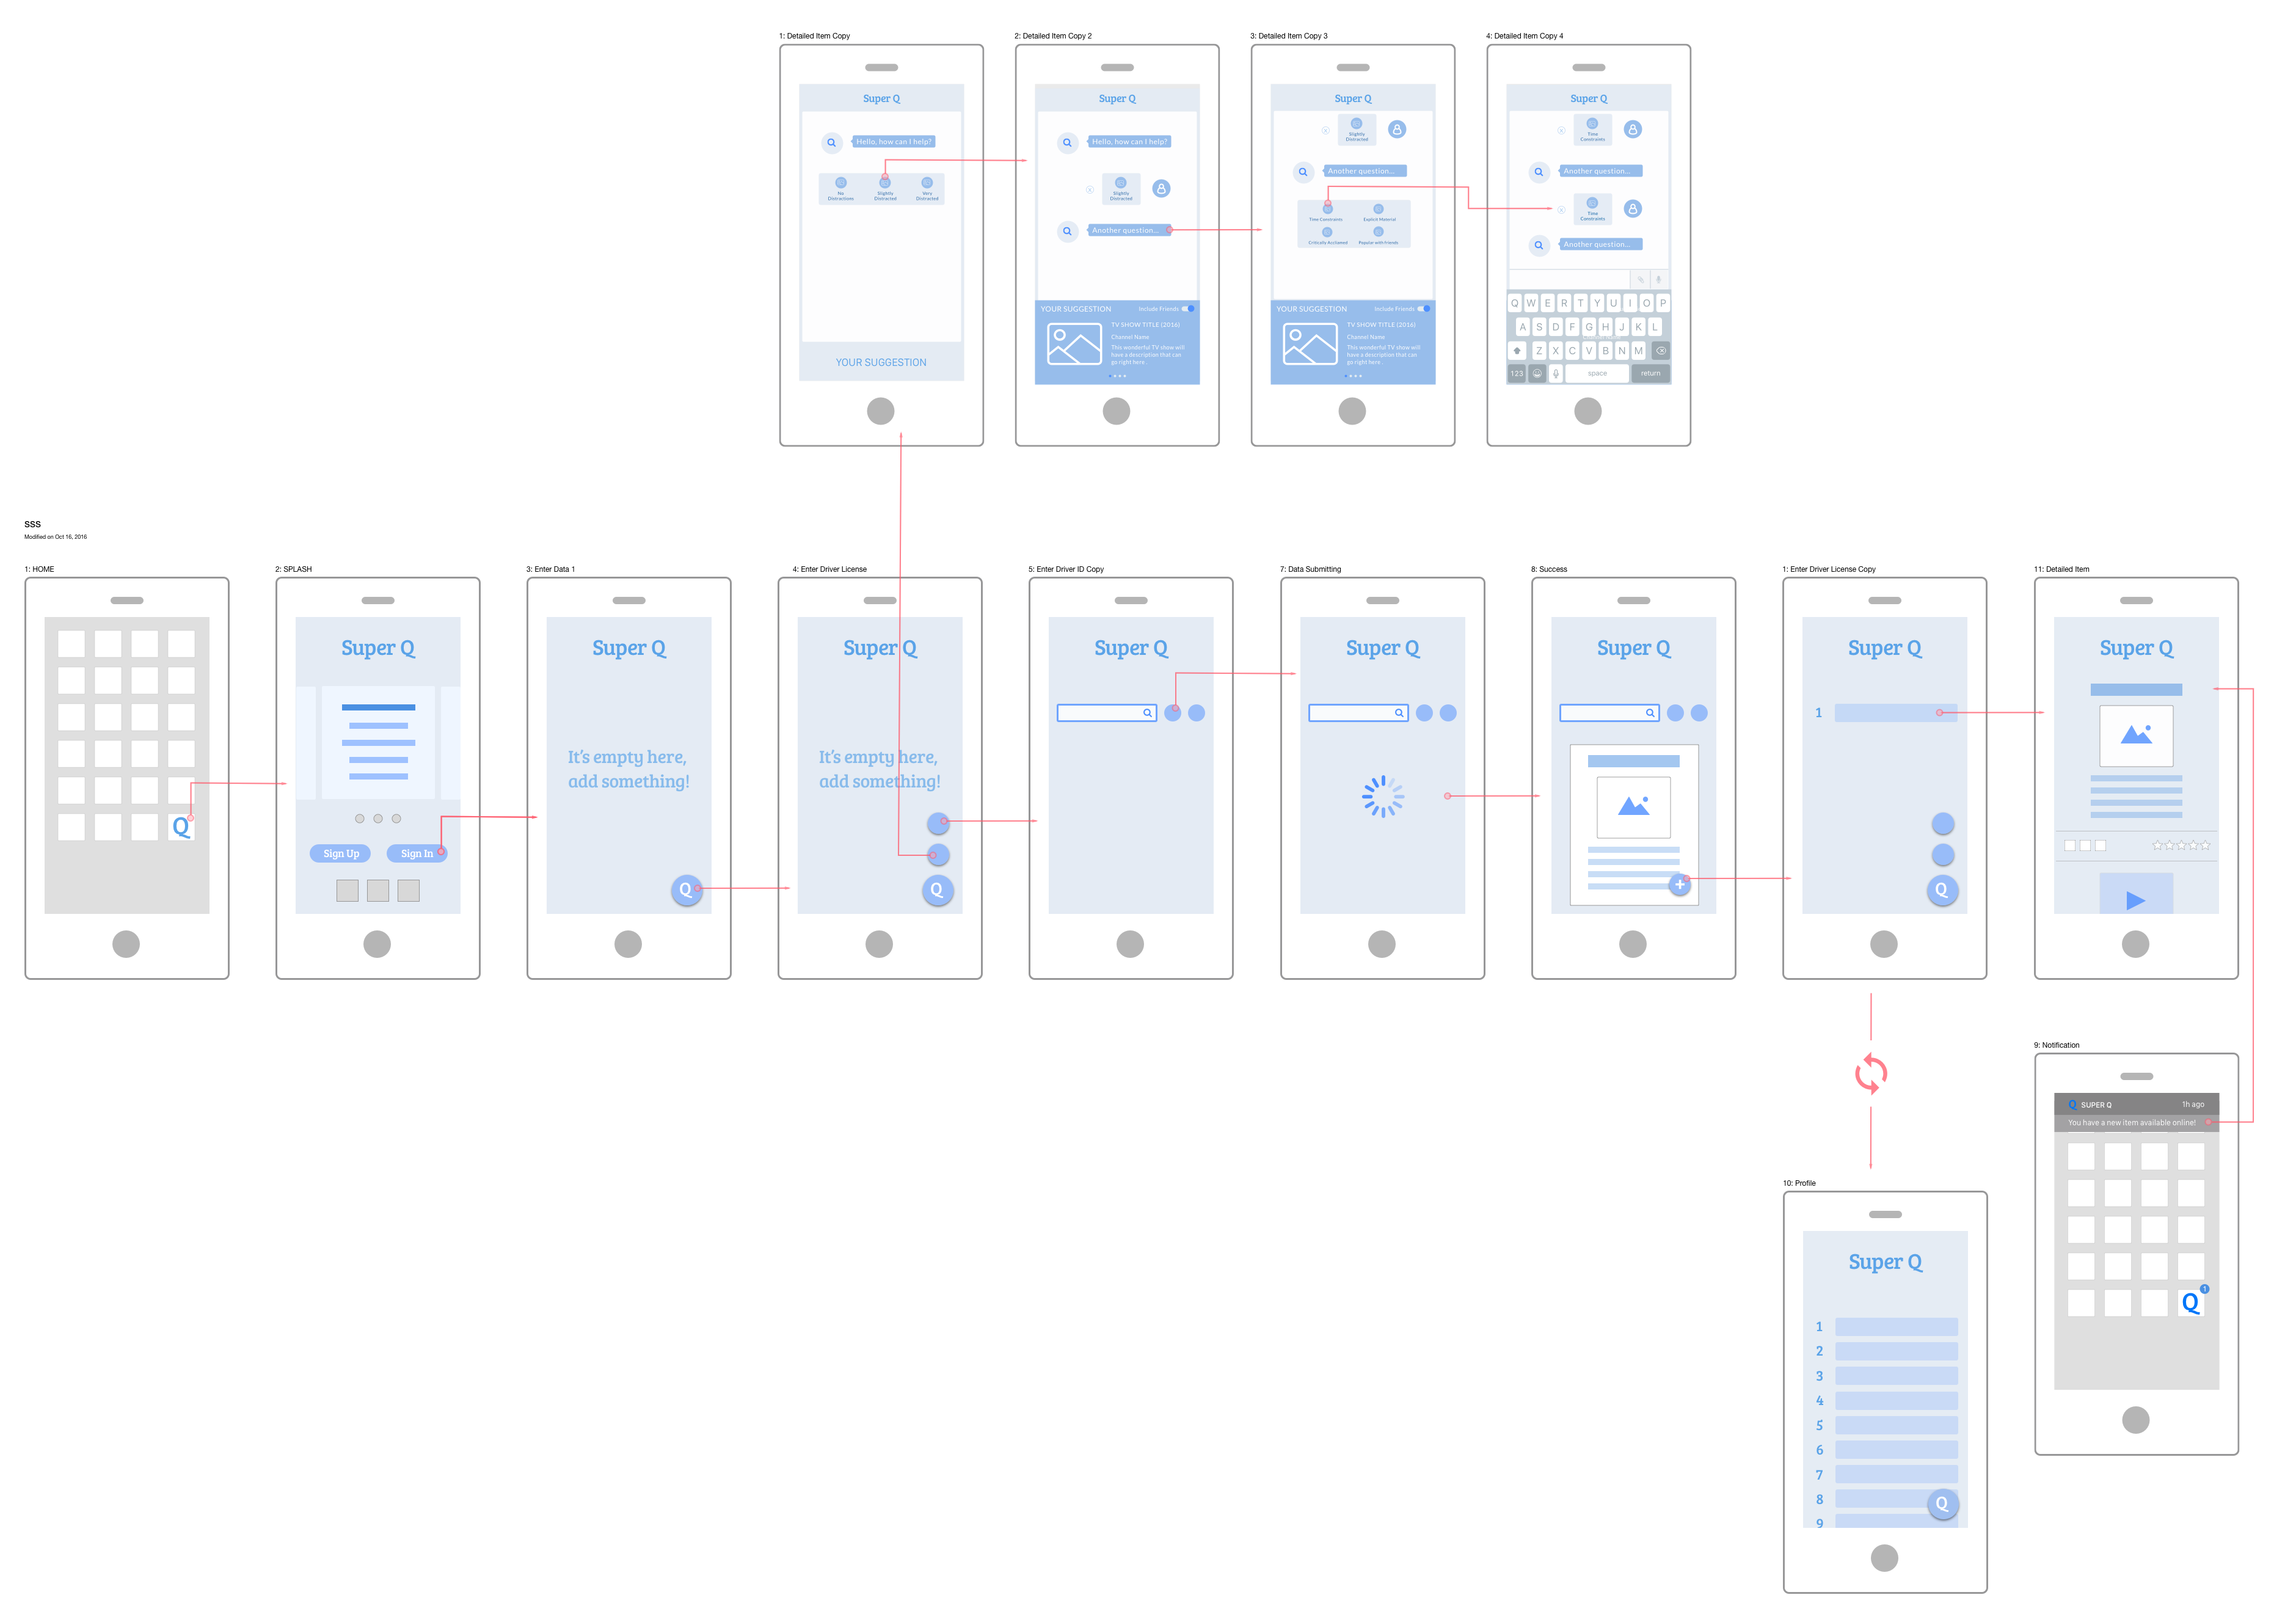 1: Detailed Item Copy
Super Q
Hello, how can I help?
No
Distractions
Slightly
Distracted
Very
Distracted
YOUR SUGGESTION
2: Detailed Item Copy 2
Super Q
Hello, how can I help?
Slightly
Distracted
Another question...
YOUR SUGGESTION
Include Friends
TV SHOW TITLE (2016)
Channel Name
This wonderful TV show will
have a description that can
go right here.
3: Detailed Item Copy 3
Super Q
Slightly
Distracted
Another question...
Time Constraints
Explicit Material
Critically Acclaimed
Popular with friends
YOUR SUGGESTION
Include Friends
TV SHOW TITLE (2016)
Channel Name
This wonderful TV show will
have a description that can
go right here.
4: Detailed Item Copy 4
Super Q
Time
Constraints
Another question...
Time
Constraints
Another question...
Q W E R T Y U I O P
A S D F G H J K L
Z X C V B N M
123
space
return
SSS
Modified on Oct 16, 2016
1: HOME
Q
2: SPLASH
Super Q
Sign Up
Sign In
3: Enter Data 1
Super Q
It's empty here,
add something!
Q
4: Enter Driver License
Super Q
It's empty here,
add something!
Q
5: Enter Driver ID Copy
Super Q
7: Data Submitting
Super Q
8: Success
Super Q
+
1: Enter Driver License Copy
Super Q
1
Q
11: Detailed Item
Super Q
9: Notification
Q SUPER Q
1h ago
You have a new item available online!
Q
1
10: Profile
Super Q
1
2
3
4
5
6
7
8
Q
9